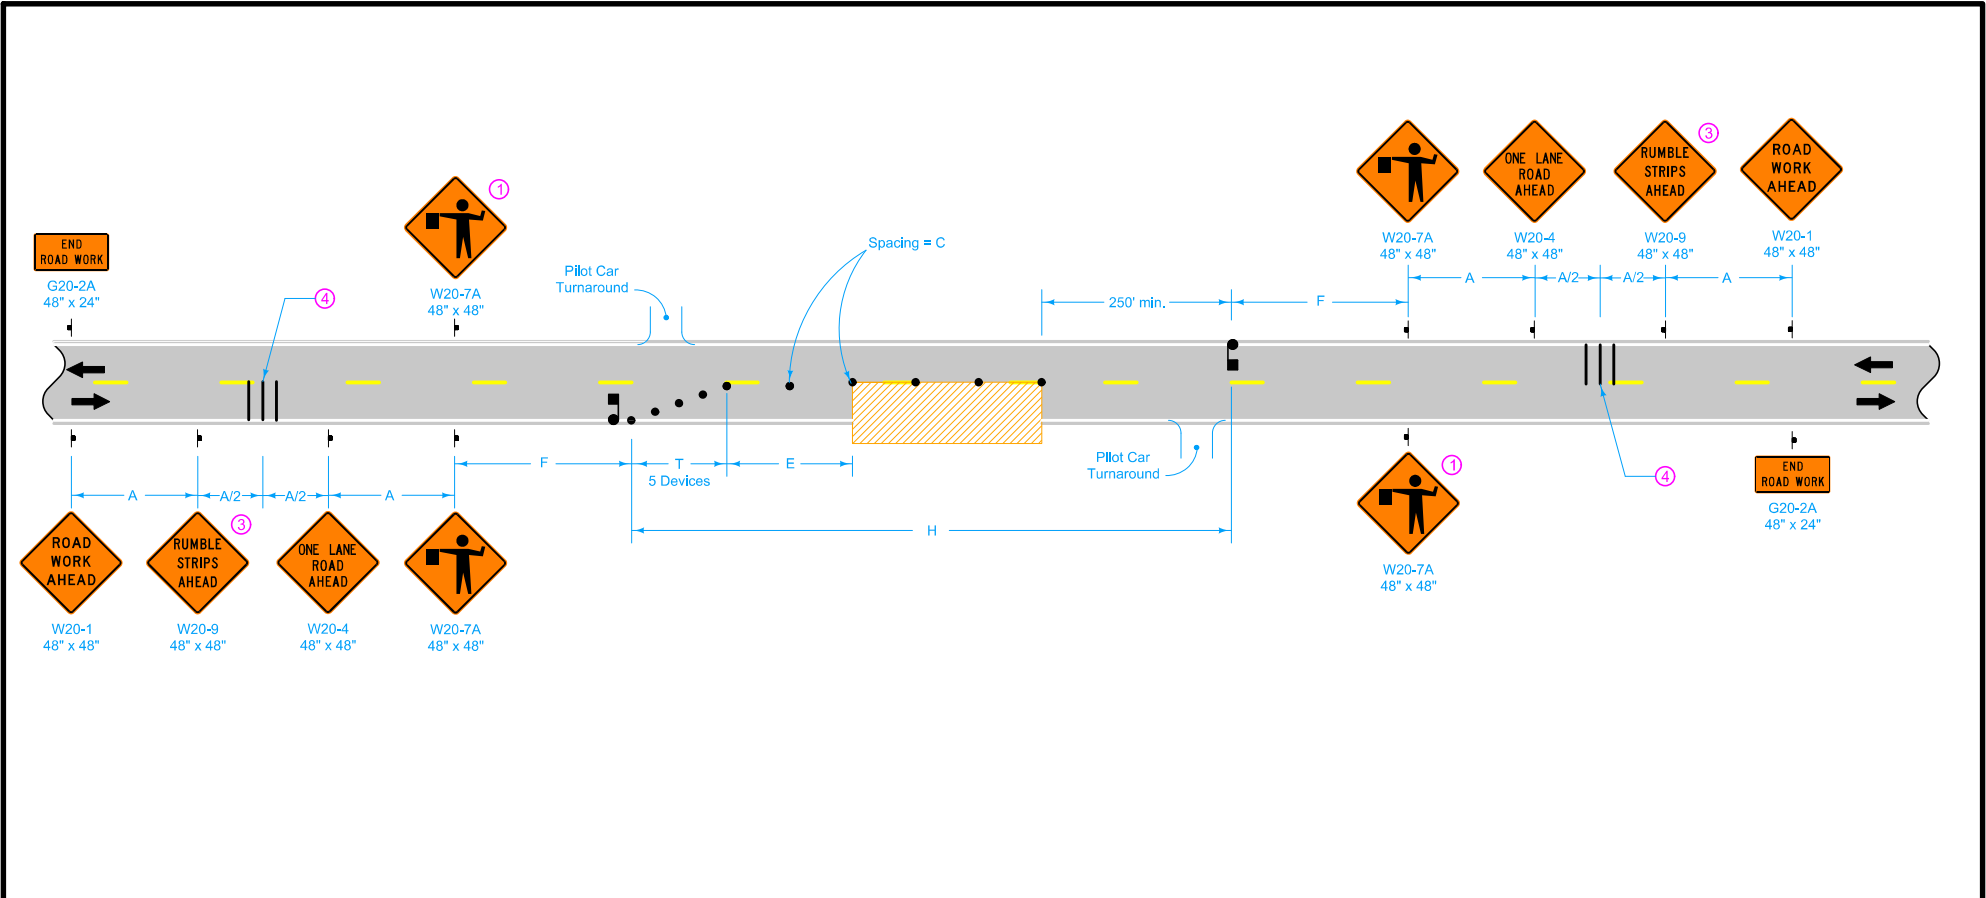 ONE LANE
ROAD
AHEAD
RUMBLE
STRIPS
AHEAD
3
ROAD
WORK
AHEAD
W20-7A
48" x 48"
W20-4
48" x 48"
W20-9
48" x 48"
W20-1
48" x 48"
1
END
ROAD WORK
G20-2A
48" x 24"
W20-7A
48" x 48"
4
Pilot Car
Turnaround
Spacing = C
250' min.
F
A
A/2
A/2
A
F
T
5 Devices
E
Pilot Car
Turnaround
1
4
END
ROAD WORK
G20-2A
48" x 24"
A
A/2
A/2
A
H
ROAD
WORK
AHEAD
3
RUMBLE
STRIPS
AHEAD
ONE LANE
ROAD
AHEAD
W20-7A
48" x 48"
W20-1
48" x 48"
W20-9
48" x 48"
W20-4
48" x 48"
W20-7A
48" x 48"